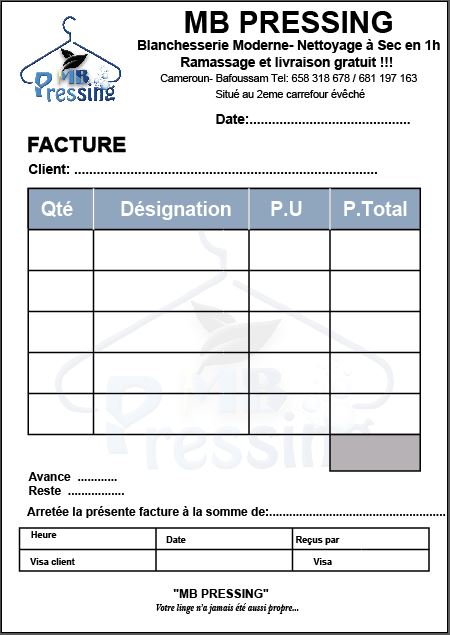 MB PRESSING
Blanchesserie Moderne- Nettoyage à Sec en 1h
Ramassage et livraison gratuit !!!
Cameroun- Bafoussam Tel: 658 318 678 / 681 197 163
Situé au 2eme carrefour évêché
MB
Pressing
Date:..........................................
FACTURE
Client: ................................................................................
Qté Désignation P.U P.Total
MB
Pressing
Avance ............
Reste .................
Arretée la présente facture à la somme de:...............................................
Heure Date Reçus par
Visa client Visa
"MB PRESSING"
Votre linge n'a jamais été aussi propre...